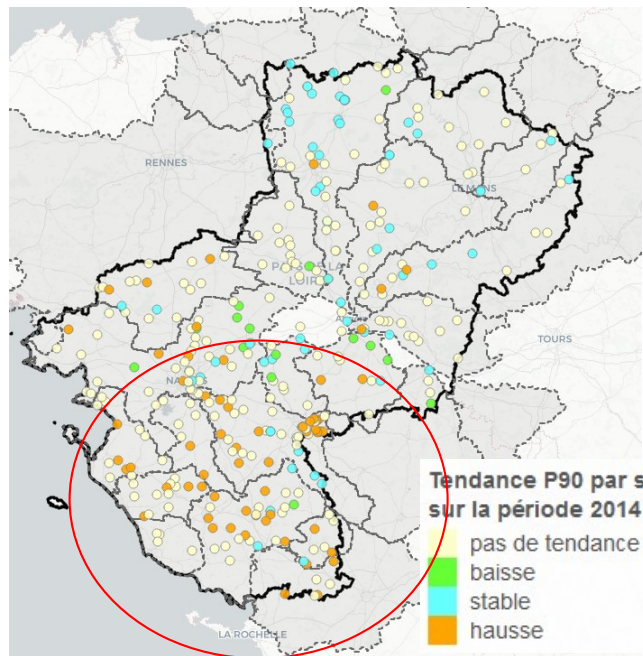 RENNES
LE MANS
TOURS
LA ROCHELLE
Tendance P90 par s
sur la période 2014
pas de tendance
baisse
stable
hausse